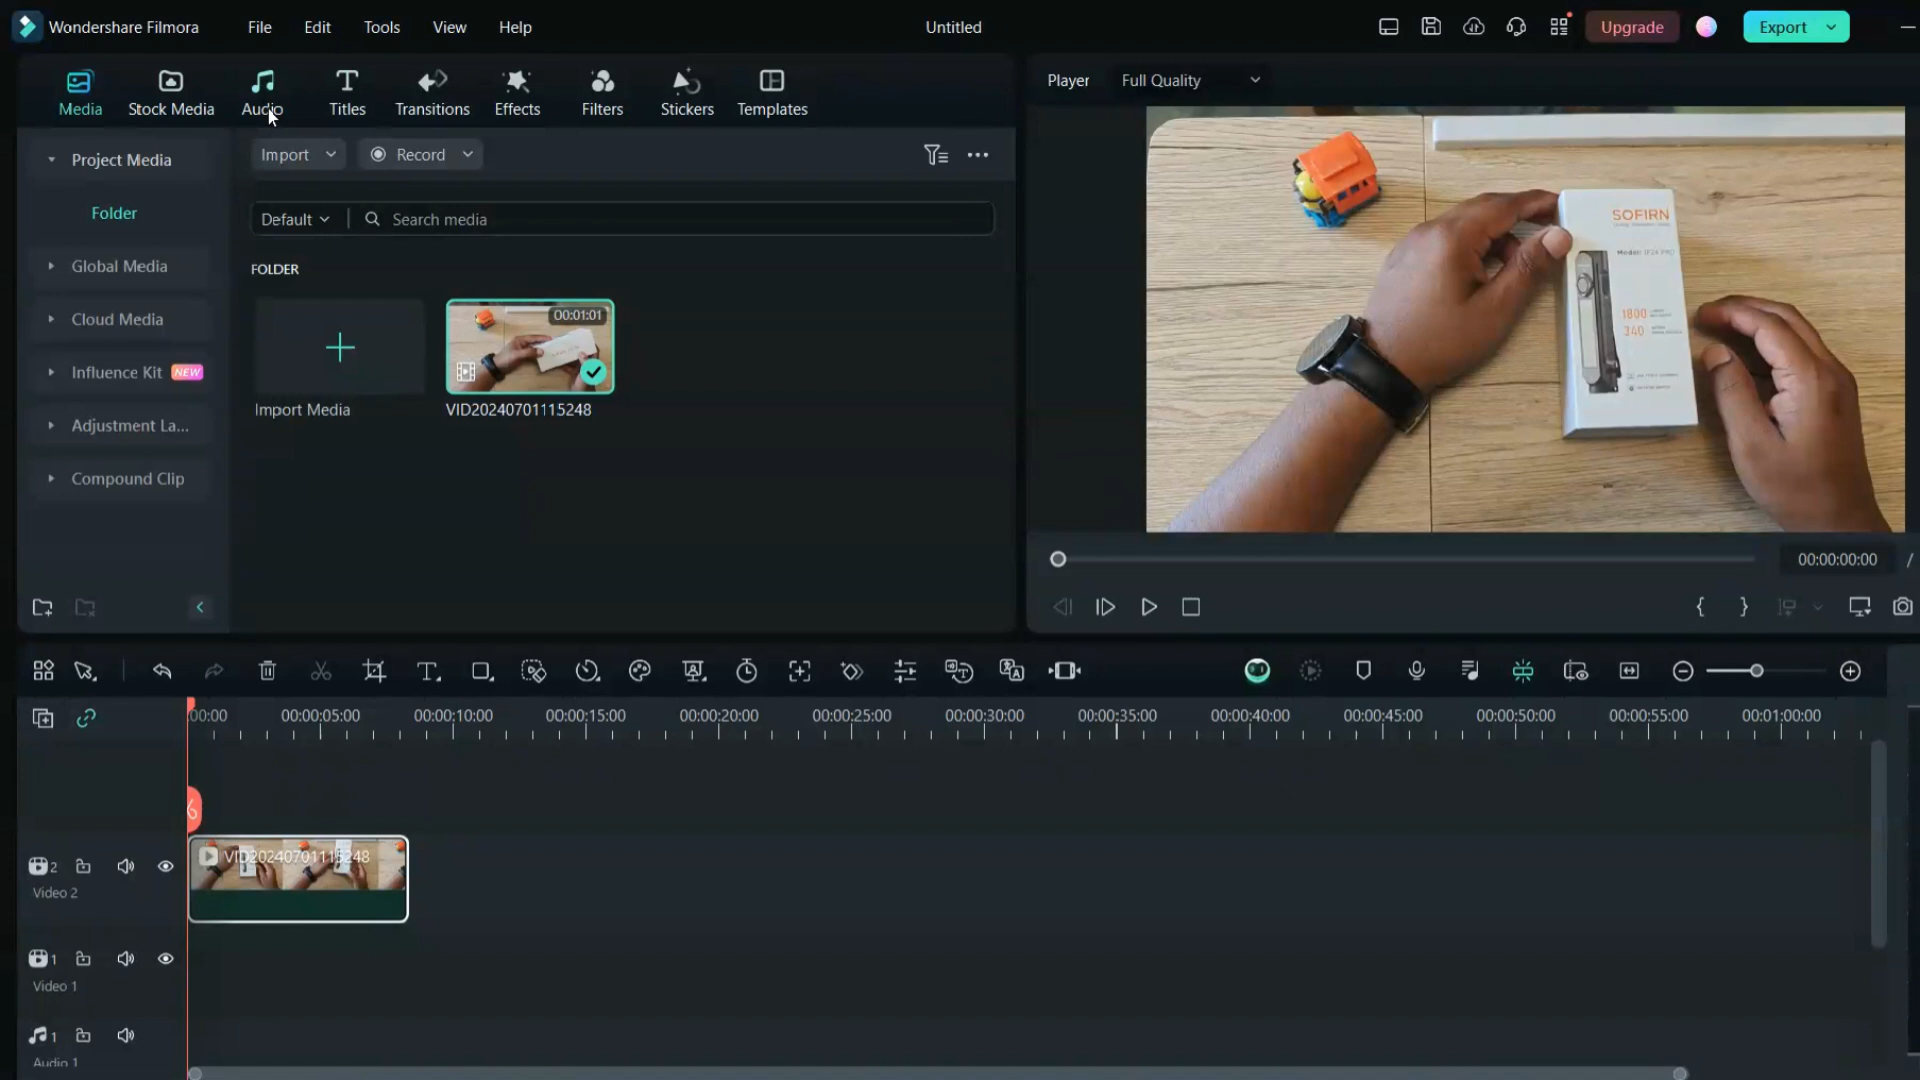 Wondershare Filmora File Edit Tools View Help Untitled Upgrade Export
Media Stock Media Audio Titles Transitions Effects Filters Stickers Templates
Player Full Quality
Project Media
Import Record
Folder
Default Search media
Global Media
FOLDER
Cloud Media
00:01:01
Influence Kit NEW
Import Media VID20240701115248
Adjustment La...
Compound Clip
SOFIRN
1800
340
00:00:00:00 /
:00:00 00:00:05:00 00:00:10:00 00:00:15:00 00:00:20:00 00:00:25:00 00:00:30:00 00:00:35:00 00:00:40:00 00:00:45:00 00:00:50:00 00:00:55:00 00:01:00:00
VID20240701115248
2
Video 2
1
Video 1
1
Audio 1